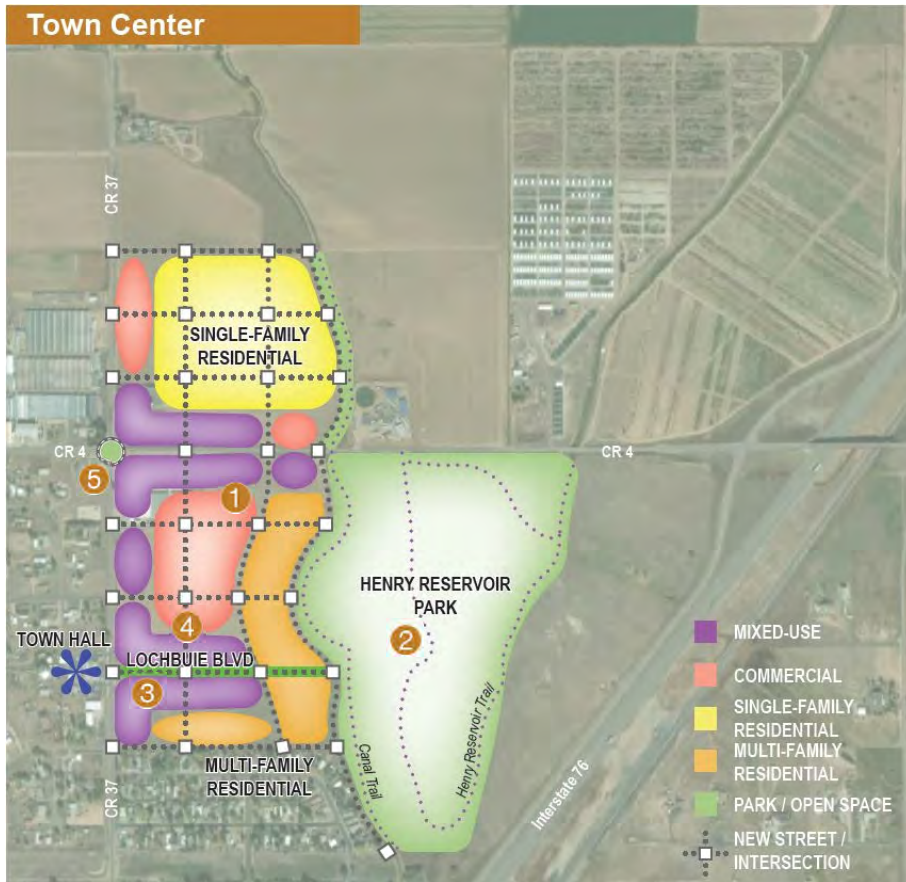 Town Center
CR 37
SINGLE-FAMILY
RESIDENTIAL
CR 4
CR 4
5
1
HENRY RESERVOIR
PARK
2
4
TOWN HALL
LOCHBUIE BLVD
3
MULTI-FAMILY
RESIDENTIAL
CR 37
Canal Trail
Henry Reservoir Trail
Interstate 76
MIXED-USE
COMMERCIAL
SINGLE-FAMILY
RESIDENTIAL
MULTI-FAMILY
RESIDENTIAL
PARK / OPEN SPACE
NEW STREET /
INTERSECTION